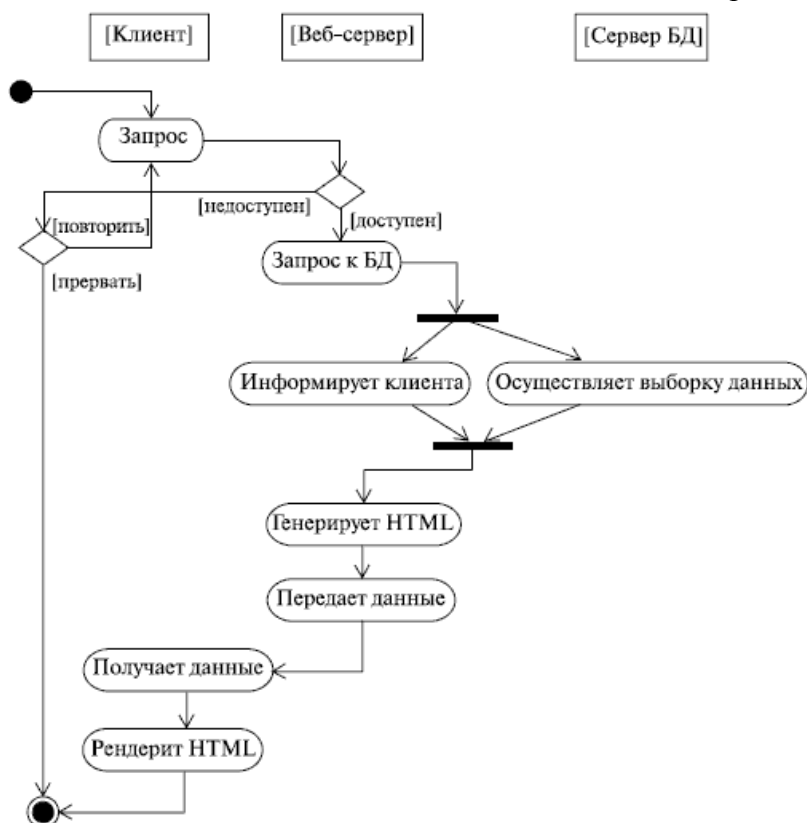 [Клиент]
[Веб-сервер]
[Сервер БД]
Запрос
[недоступен]
[повторить]
[доступен]
Запрос к БД
[прервать]
Информирует клиента
Осуществляет выборку данных
Генерирует HTML
Передает данные
Получает данные
Рендерит HTML